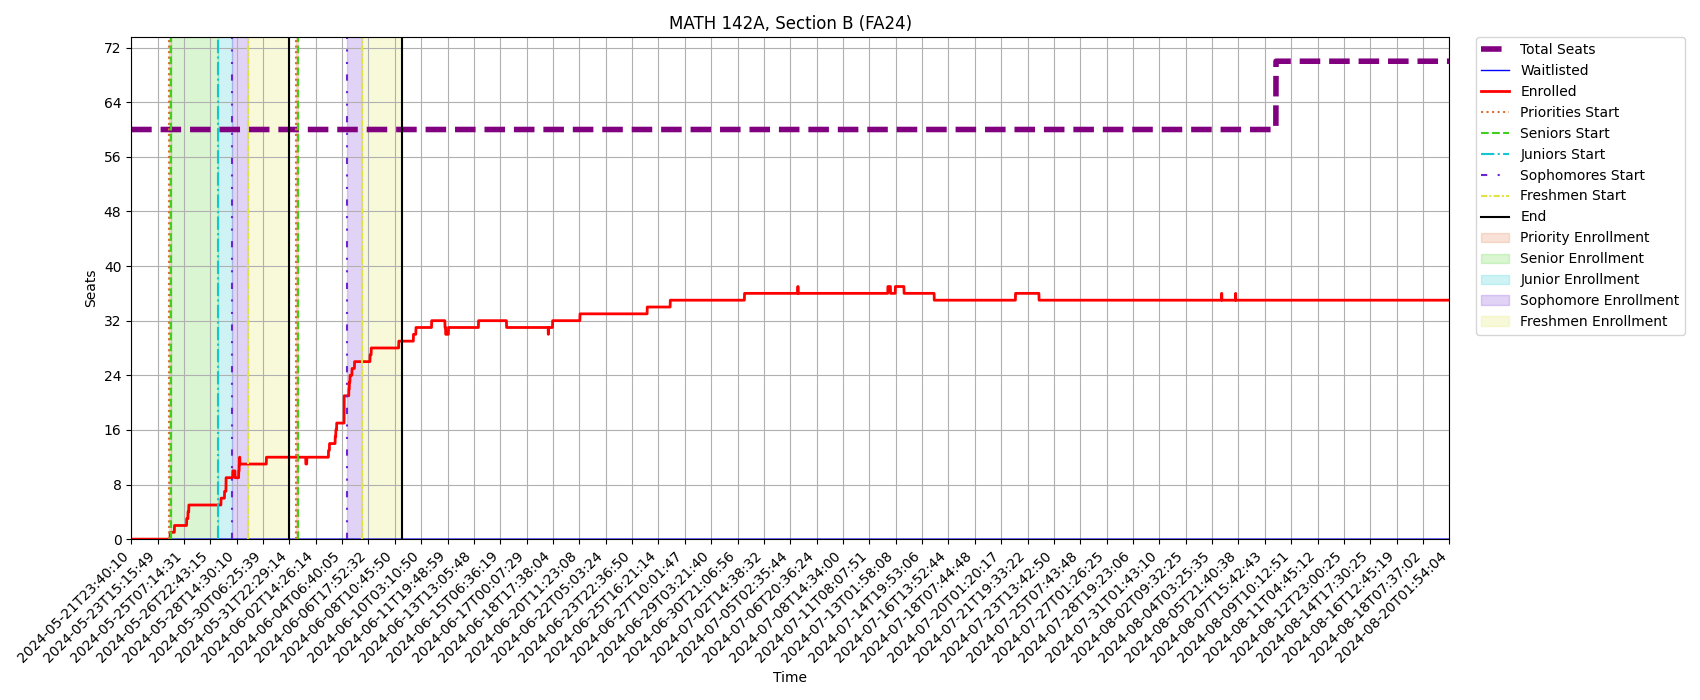 MATH 142A, Section B (FA24)
72
64
56
48
40
32
24
16
8
0
Seats
2024-05-21T23:40:10
2024-05-23T15:15:49
2024-05-25T07:14:31
2024-05-26T22:43:15
2024-05-28T14:30:10
2024-05-30T06:25:39
2024-05-31T22:29:14
2024-06-02T14:26:14
2024-06-04T06:40:05
2024-06-06T17:52:32
2024-06-08T10:45:50
2024-06-10T03:10:50
2024-06-11T19:48:59
2024-06-13T13:05:48
2024-06-15T06:36:19
2024-06-17T00:07:29
2024-06-18T17:38:04
2024-06-20T11:23:08
2024-06-22T05:03:24
2024-06-23T22:36:50
2024-06-25T16:21:14
2024-06-27T10:01:47
2024-06-29T03:21:40
2024-06-30T21:06:56
2024-07-02T14:38:32
2024-07-05T02:35:44
2024-07-06T20:36:24
2024-07-08T14:34:00
2024-07-11T08:07:51
2024-07-13T01:58:08
2024-07-14T19:53:06
2024-07-16T13:52:44
2024-07-18T07:44:48
2024-07-20T01:20:17
2024-07-21T19:33:22
2024-07-23T13:42:50
2024-07-25T07:43:48
2024-07-27T01:26:25
2024-07-28T19:23:06
2024-07-31T01:43:10
2024-08-02T09:32:25
2024-08-04T03:25:35
2024-08-05T21:40:38
2024-08-07T15:42:43
2024-08-09T10:12:51
2024-08-11T04:45:12
2024-08-12T23:00:25
2024-08-14T17:30:25
2024-08-16T12:45:19
2024-08-18T07:37:02
2024-08-20T01:54:04
Time
Total Seats
Waitlisted
Enrolled
Priorities Start
Seniors Start
Juniors Start
Sophomores Start
Freshmen Start
End
Priority Enrollment
Senior Enrollment
Junior Enrollment
Sophomore Enrollment
Freshmen Enrollment